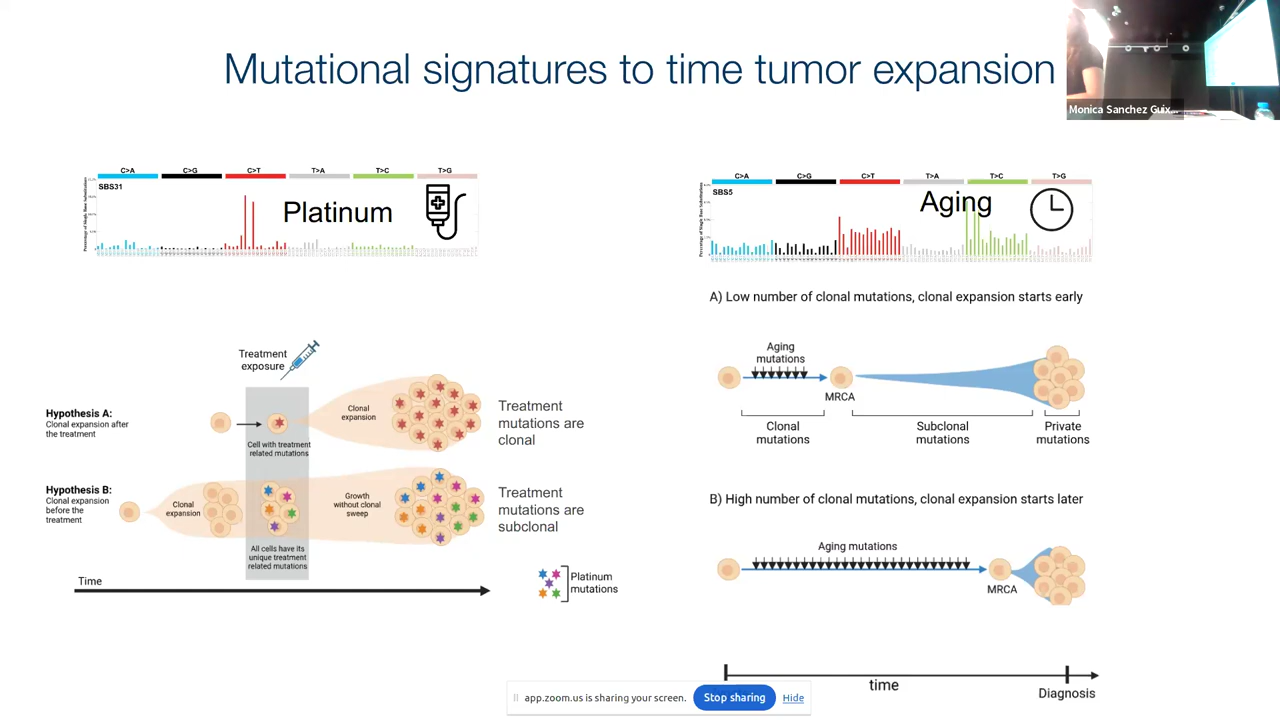 Mutational signatures to time tumor expansion
Monica Sanchez Guix...
C>A
C>G
C>T
T>A
T>C
T>G
SBS31
Platinum
C>A
C>G
C>T
T>A
T>C
T>G
SBS5
Aging
Treatment
exposure
Hypothesis A:
Clonal expansion after
the treatment
Cell with treatment
related mutations
Clonal
expansion
Treatment
mutations are
clonal
Hypothesis B:
Clonal expansion
before the
treatment
Clonal
expansion
All cells have its
unique treatment
related mutations
Growth
without clonal
sweep
Treatment
mutations are
subclonal
Time
Platinum
mutations
A) Low number of clonal mutations, clonal expansion starts early
Aging
mutations
MRCA
Clonal
mutations
Subclonal
mutations
Private
mutations
B) High number of clonal mutations, clonal expansion starts later
Aging mutations
MRCA
time
Diagnosis
app.zoom.us is sharing your screen.
Stop sharing
Hide